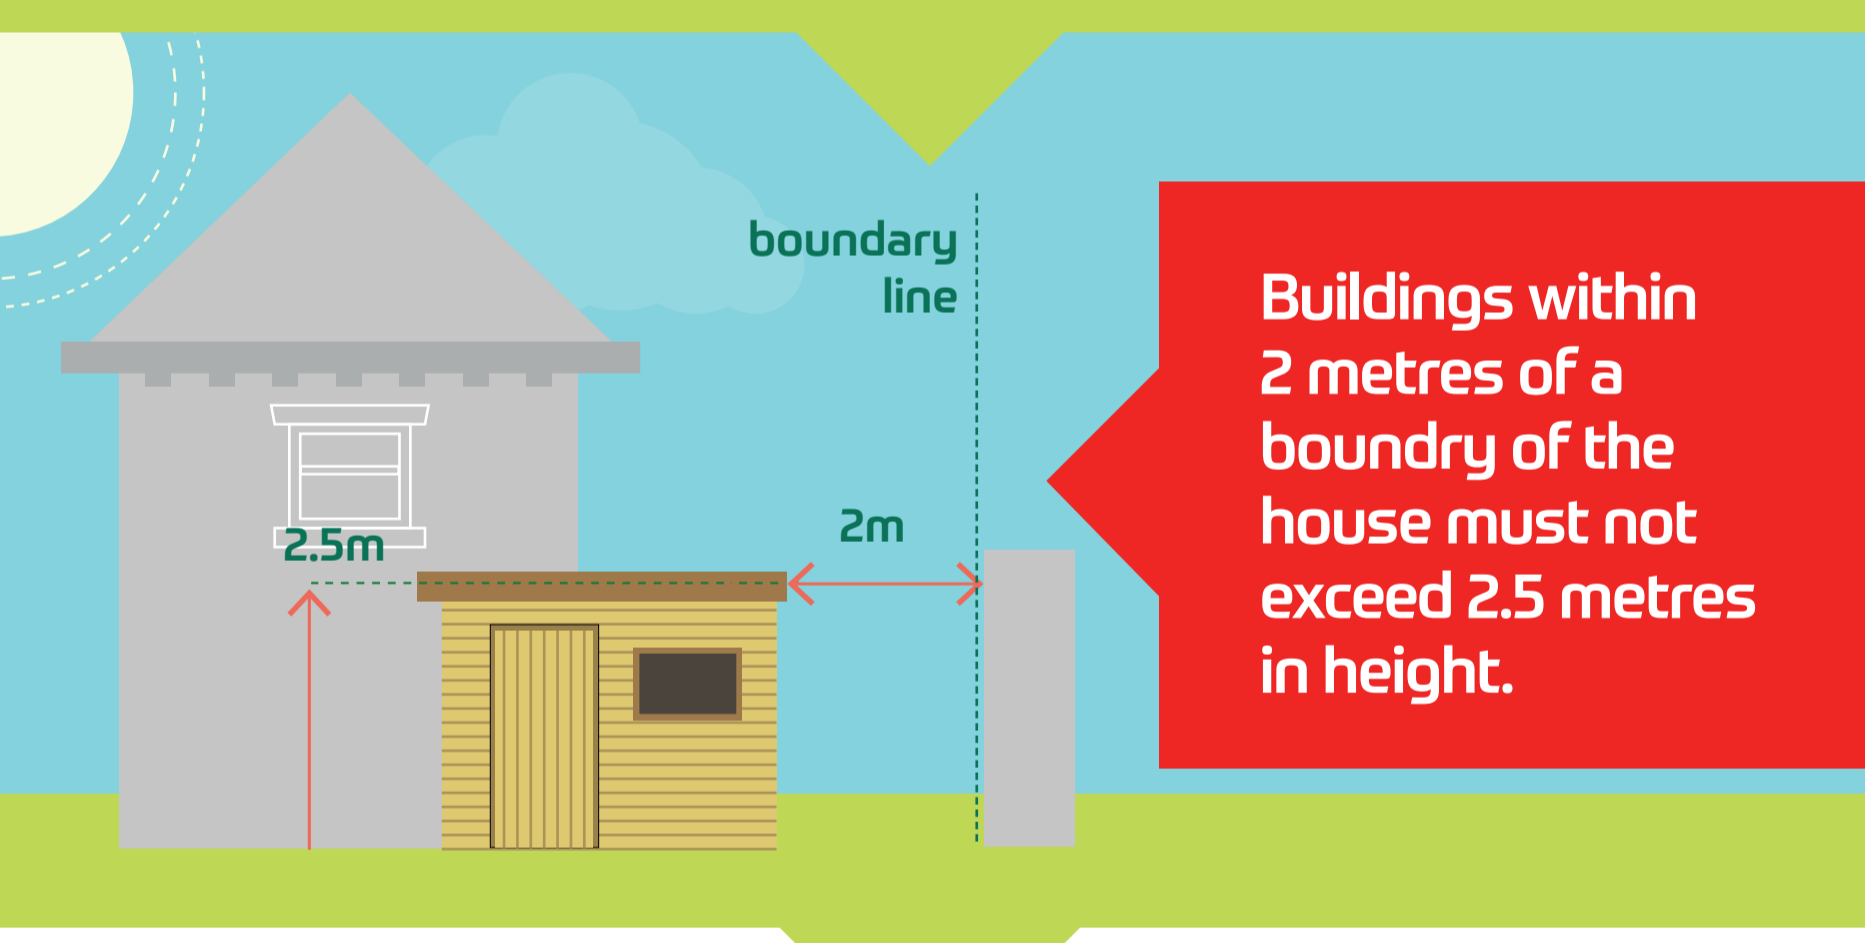 boundary
line
2.5m
2m
Buildings within
2 metres of a
boundry of the
house must not
exceed 2.5 metres
in height.